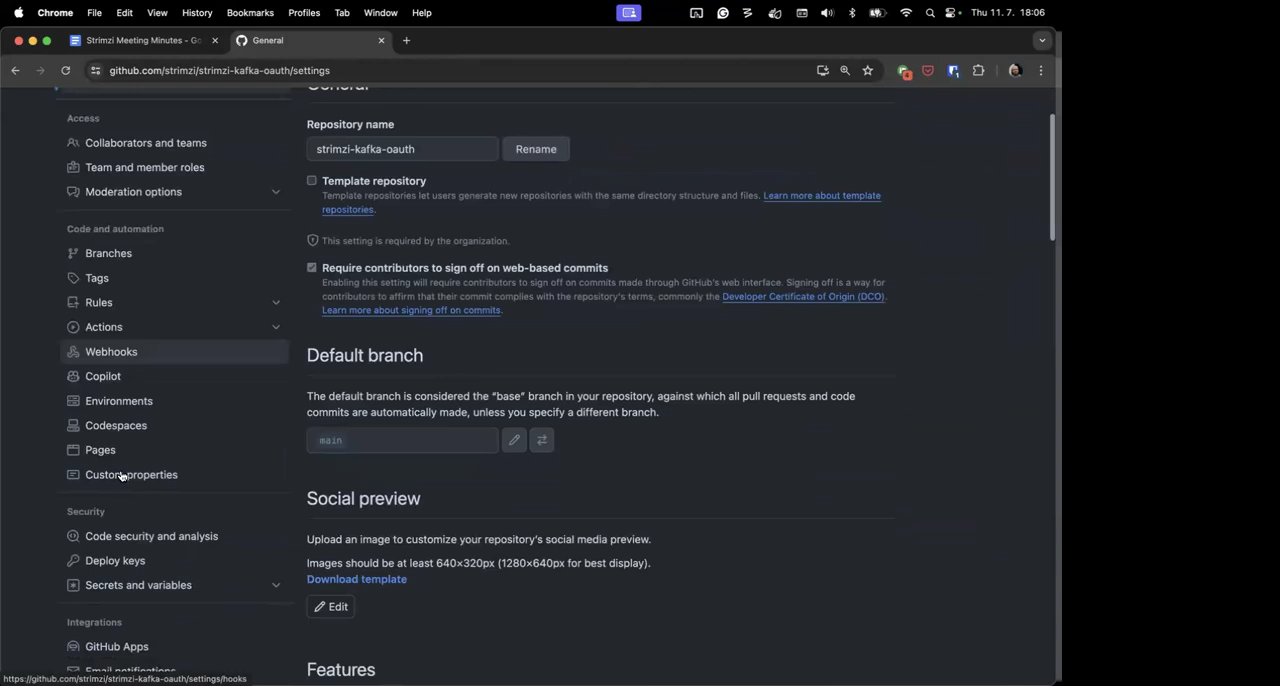 Chrome File Edit View History Bookmarks Profiles Tab Window Help Thu 11. 7. 18:06
Strimzi Meeting Minutes - Go General
github.com/strimzi/strimzi-kafka-oauth/settings
General
Access
Collaborators and teams
Team and member roles
Moderation options
Code and automation
Branches
Tags
Rules
Actions
Webhooks
Copilot
Environments
Codespaces
Pages
Custom properties
Security
Code security and analysis
Deploy keys
Secrets and variables
Integrations
GitHub Apps
Email notifications
Repository name
strimzi-kafka-oauth Rename
Template repository
Template repositories let users generate new repositories with the same directory structure and files. Learn more about template
repositories.
This setting is required by the organization.
Require contributors to sign off on web-based commits
Enabling this setting will require contributors to sign off on commits made through GitHub's web interface. Signing off is a way for
contributors to affirm that their commit complies with the repository's terms, commonly the Developer Certificate of Origin (DCO).
Learn more about signing off on commits.
Default branch
The default branch is considered the "base" branch in your repository, against which all pull requests and code
commits are automatically made, unless you specify a different branch.
main
Social preview
Upload an image to customize your repository's social media preview.
Images should be at least 640×320px (1280×640px for best display).
Download template
Edit
Features
https://github.com/strimzi/strimzi-kafka-oauth/settings/hooks